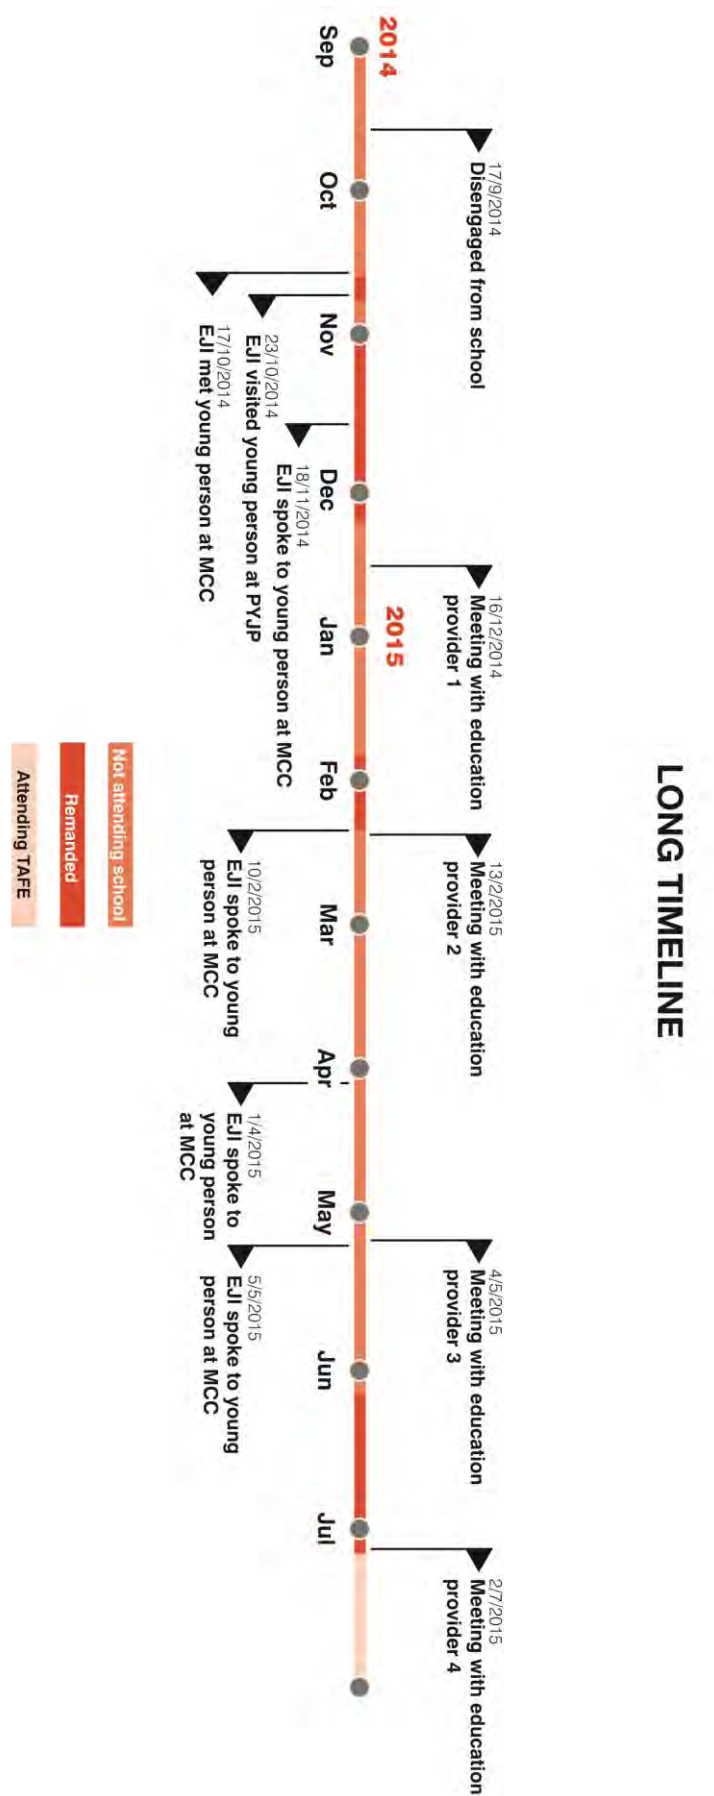 LONG TIMELINE
17/9/2014
Disengaged from school
16/12/2014
Meeting with education
provider 1
13/2/2015
Meeting with education
provider 2
4/5/2015
Meeting with education
provider 3
2/7/2015
Meeting with education
provider 4
2014
2015
Sep
Oct
Nov
Dec
Jan
Feb
Mar
Apr
May
Jun
Jul
17/10/2014
EJI met young person at MCC
23/10/2014
EJI visited young person at PYJP
18/11/2014
EJI spoke to young person at MCC
10/2/2015
EJI spoke to young
person at MCC
1/4/2015
EJI spoke to
young person
at MCC
5/5/2015
EJI spoke to young
person at MCC
Not attending school
Remanded
Attending TAFE